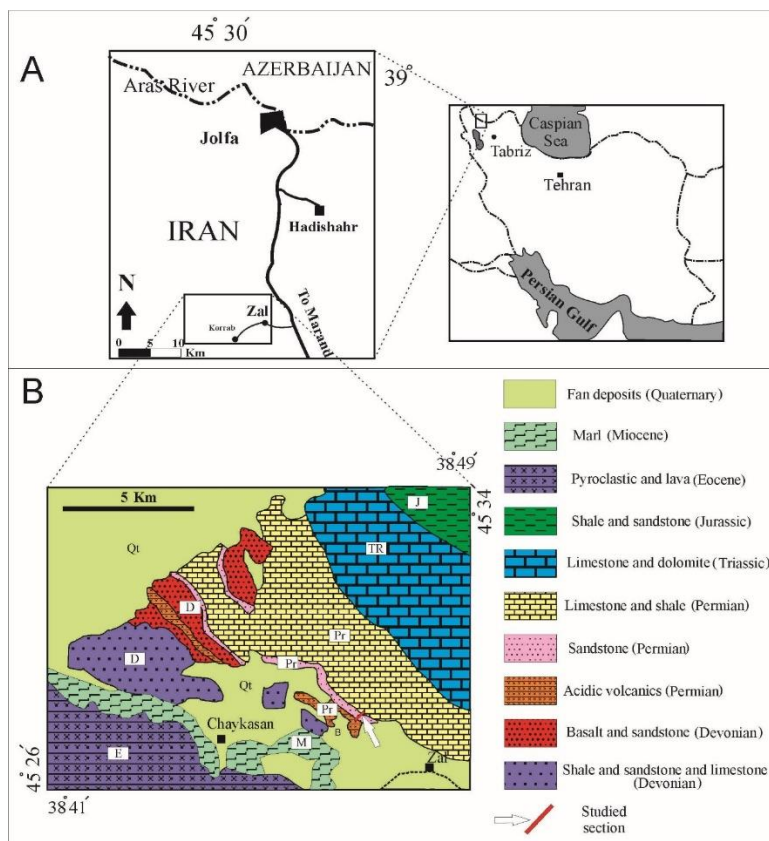 A
45° 30′
AZERBAIJAN
Aras River
39°
Jolfa
IRAN
Hadishahr
N
Zal
Korrab
To Marand
0 5 10
Km
Caspian
Sea
Tabriz
Tehran
Persian Gulf
B
38° 49′
45° 34
5 Km
J
Qt
TR
D
Pr
D
Pr
Qt
Pr
Chaykasan
B
M
E
Zal
45° 26′
38° 41′
Fan deposits (Quaternary)
Marl (Miocene)
Pyroclastic and lava (Eocene)
Shale and sandstone (Jurassic)
Limestone and dolomite (Triassic)
Limestone and shale (Permian)
Sandstone (Permian)
Acidic volcanics (Permian)
Basalt and sandstone (Devonian)
Shale and sandstone and limestone
(Devonian)
Studied
section